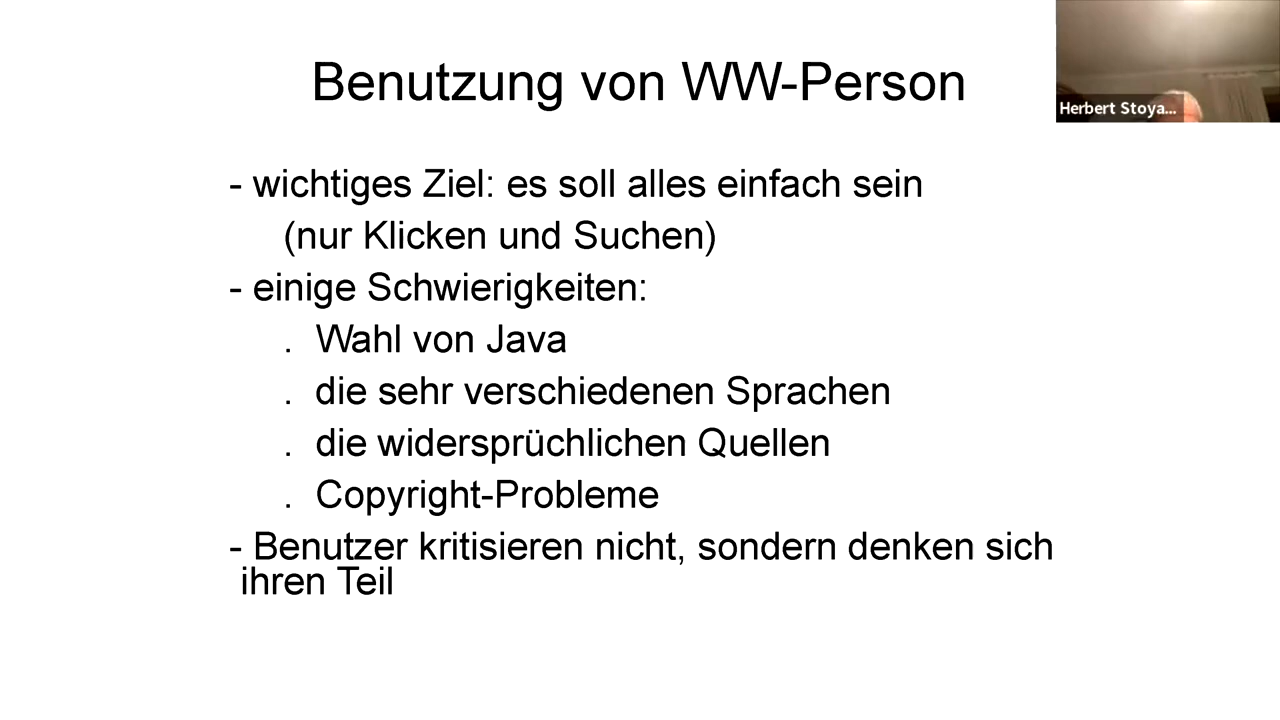 Benutzung von WW-Person
Herbert Stoya...
- wichtiges Ziel: es soll alles einfach sein
(nur Klicken und Suchen)
- einige Schwierigkeiten:
. Wahl von Java
. die sehr verschiedenen Sprachen
. die widersprüchlichen Quellen
. Copyright-Probleme
- Benutzer kritisieren nicht, sondern denken sich
ihren Teil